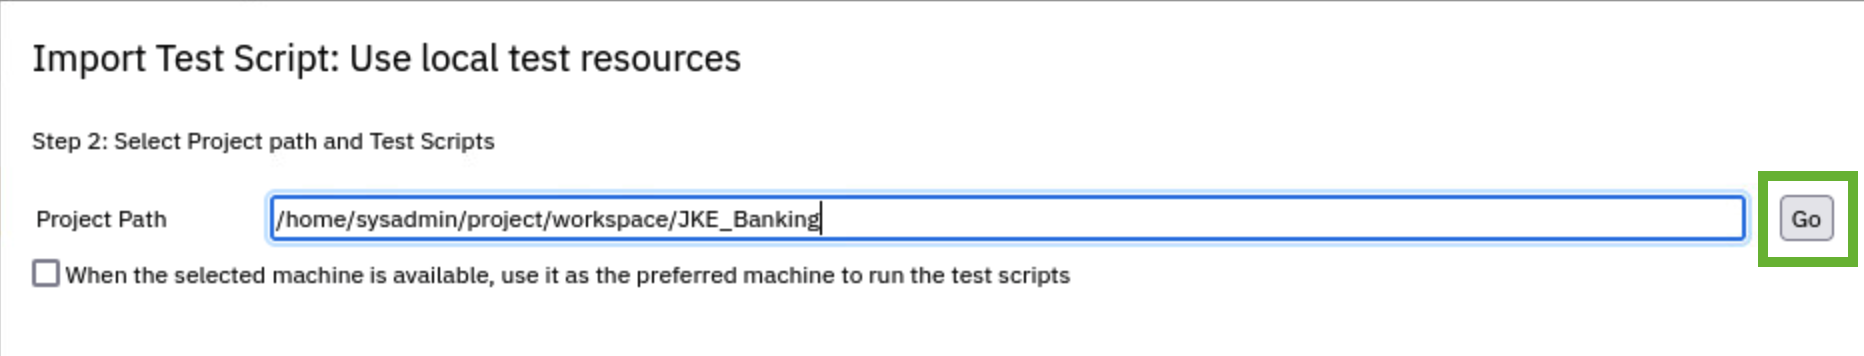 Import Test Script: Use local test resources
Step 2: Select Project path and Test Scripts
Project Path /home/sysadmin/project/workspace/JKE_Banking Go
When the selected machine is available, use it as the preferred machine to run the test scripts